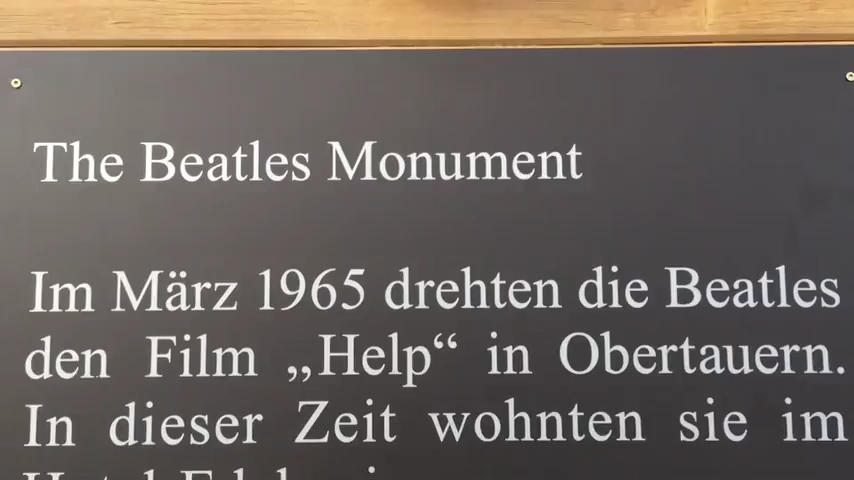 The Beatles Monument
Im März 1965 drehten die Beatles
den Film „Help“ in Obertauern.
In dieser Zeit wohnten sie im
Hotel